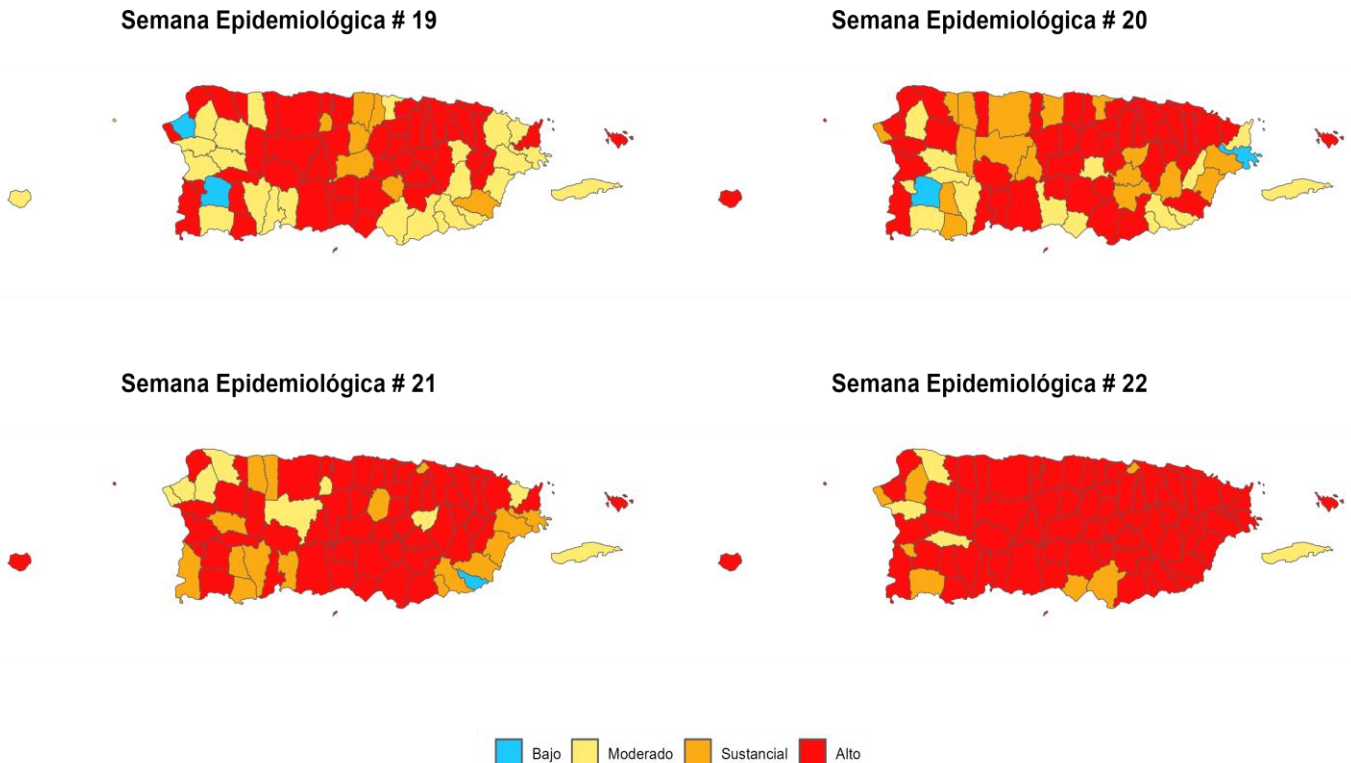 Semana Epidemiológica # 19
Semana Epidemiológica # 20
Semana Epidemiológica # 21
Semana Epidemiológica # 22
Bajo Moderado Sustancial Alto